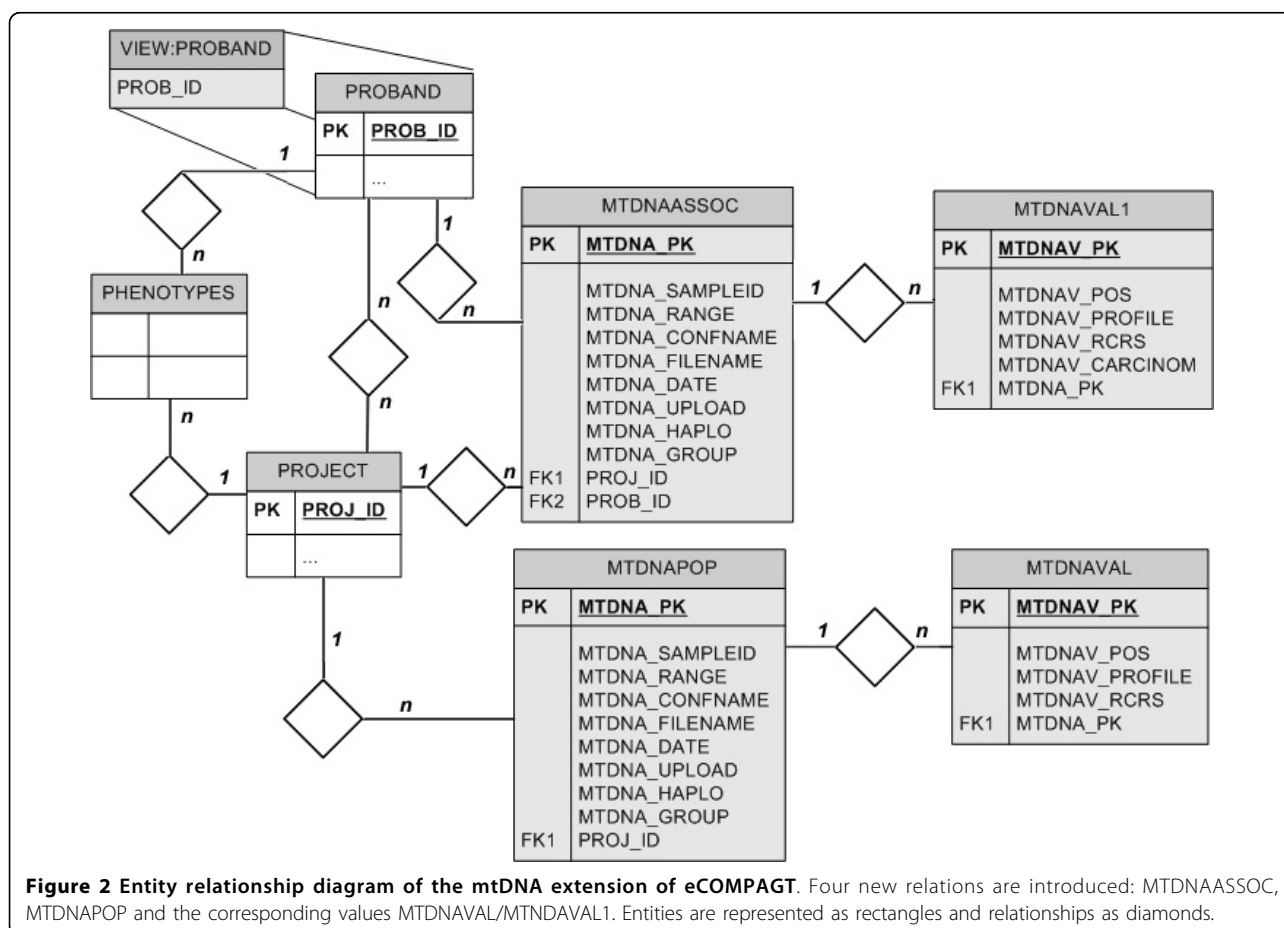 VIEW:PROBAND
PROB_ID
PROBAND
PK PROB_ID
...
1
n
PHENOTYPES
n
1
1
n
n
n
PROJECT
PK PROJ_ID
...
1
n
1
n
MTDNAASSOC
PK MTDNA_PK
MTDNA_SAMPLEID
MTDNA_RANGE
MTDNA_CONFNAME
MTDNA_FILENAME
MTDNA_DATE
MTDNA_UPLOAD
MTDNA_HAPLO
MTDNA_GROUP
FK1 PROJ_ID
FK2 PROB_ID
1
n
MTDNAVAL1
PK MTDNAV_PK
MTDNAV_POS
MTDNAV_PROFILE
MTDNAV_RCRS
MTDNAV_CARCINOM
FK1 MTDNA_PK
MTDNAPOP
PK MTDNA_PK
MTDNA_SAMPLEID
MTDNA_RANGE
MTDNA_CONFNAME
MTDNA_FILENAME
MTDNA_DATE
MTDNA_UPLOAD
MTDNA_HAPLO
MTDNA_GROUP
FK1 PROJ_ID
1
n
MTDNAVAL
PK MTDNAV_PK
MTDNAV_POS
MTDNAV_PROFILE
MTDNAV_RCRS
FK1 MTDNA_PK
Figure 2 Entity relationship diagram of the mtDNA extension of eCOMPAGT. Four new relations are introduced: MTDNAASSOC,
MTDNAPOP and the corresponding values MTDNAVAL/MTNDAVAL1. Entities are represented as rectangles and relationships as diamonds.